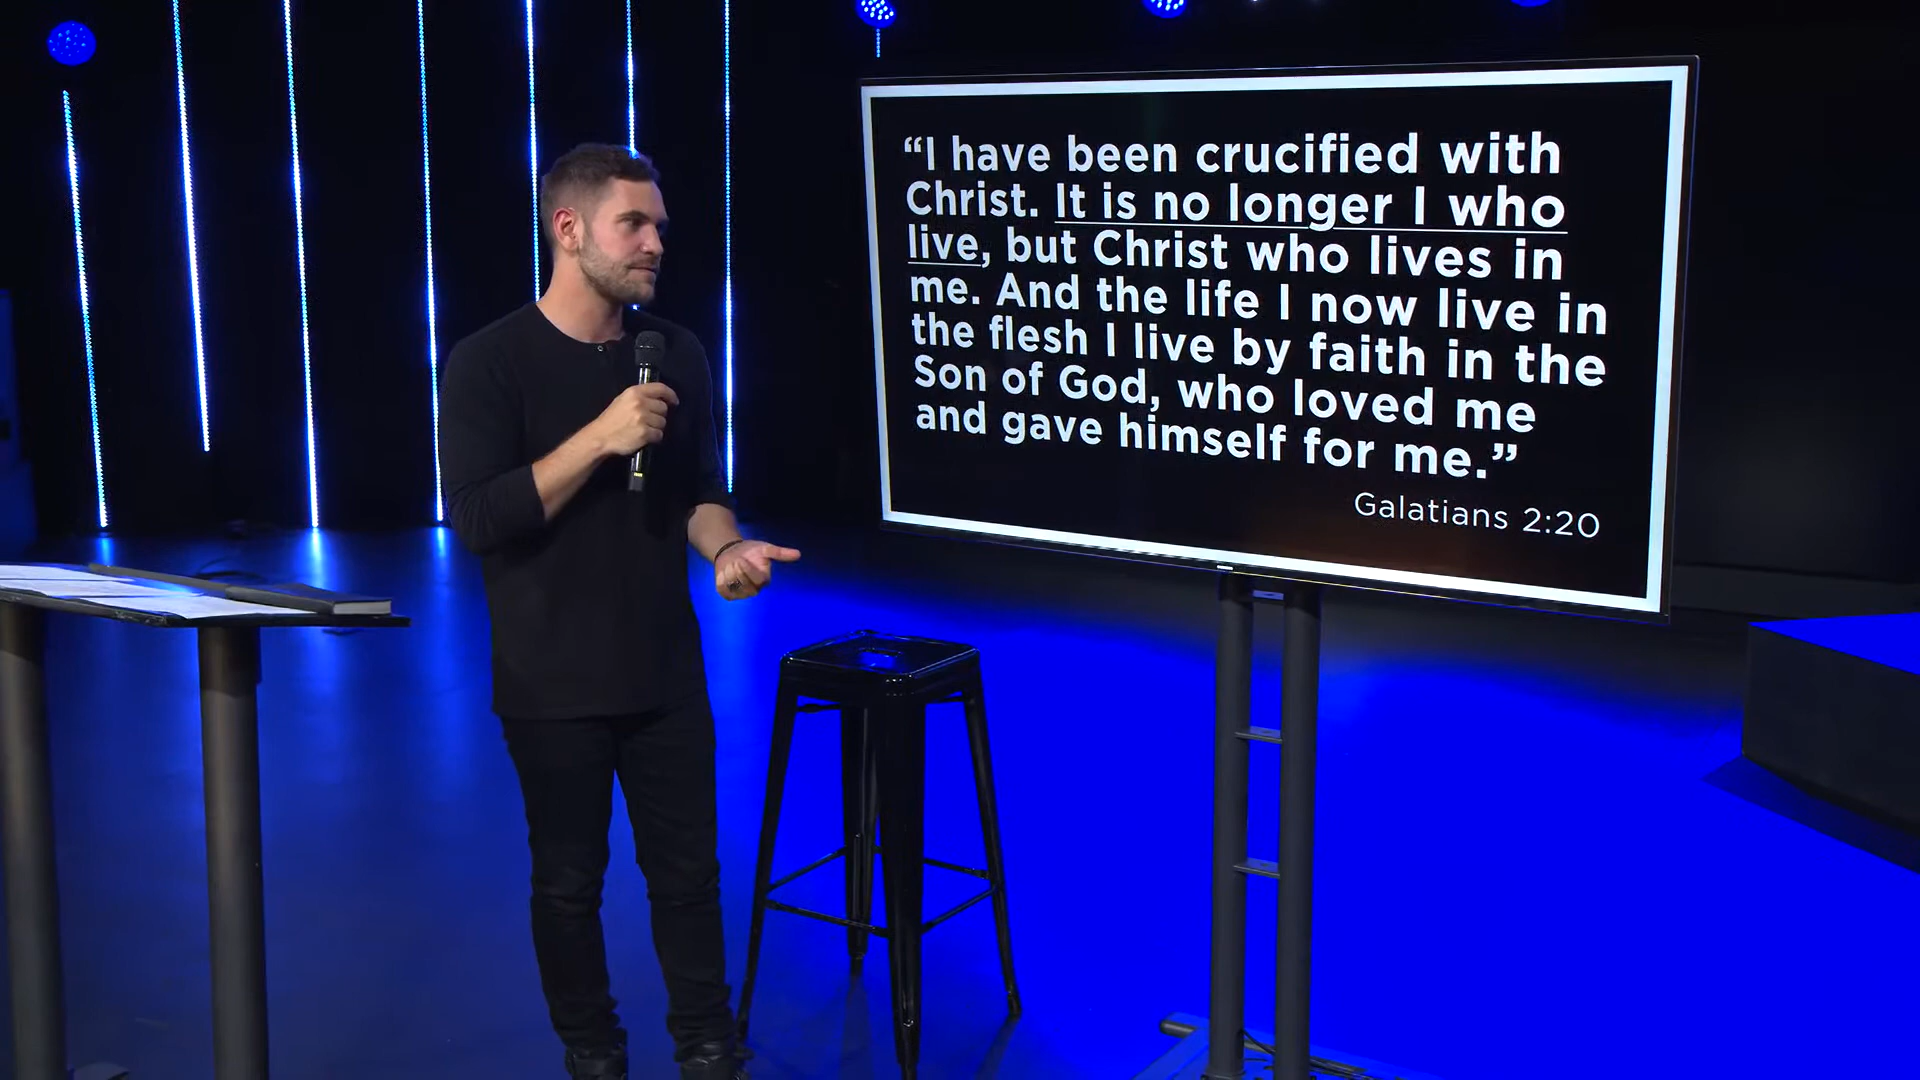 “I have been crucified with
Christ. It is no longer I who
live, but Christ who lives in
me. And the life I now live in
the flesh I live by faith in the
Son of God, who loved me
and gave himself for me.”
Galatians 2:20